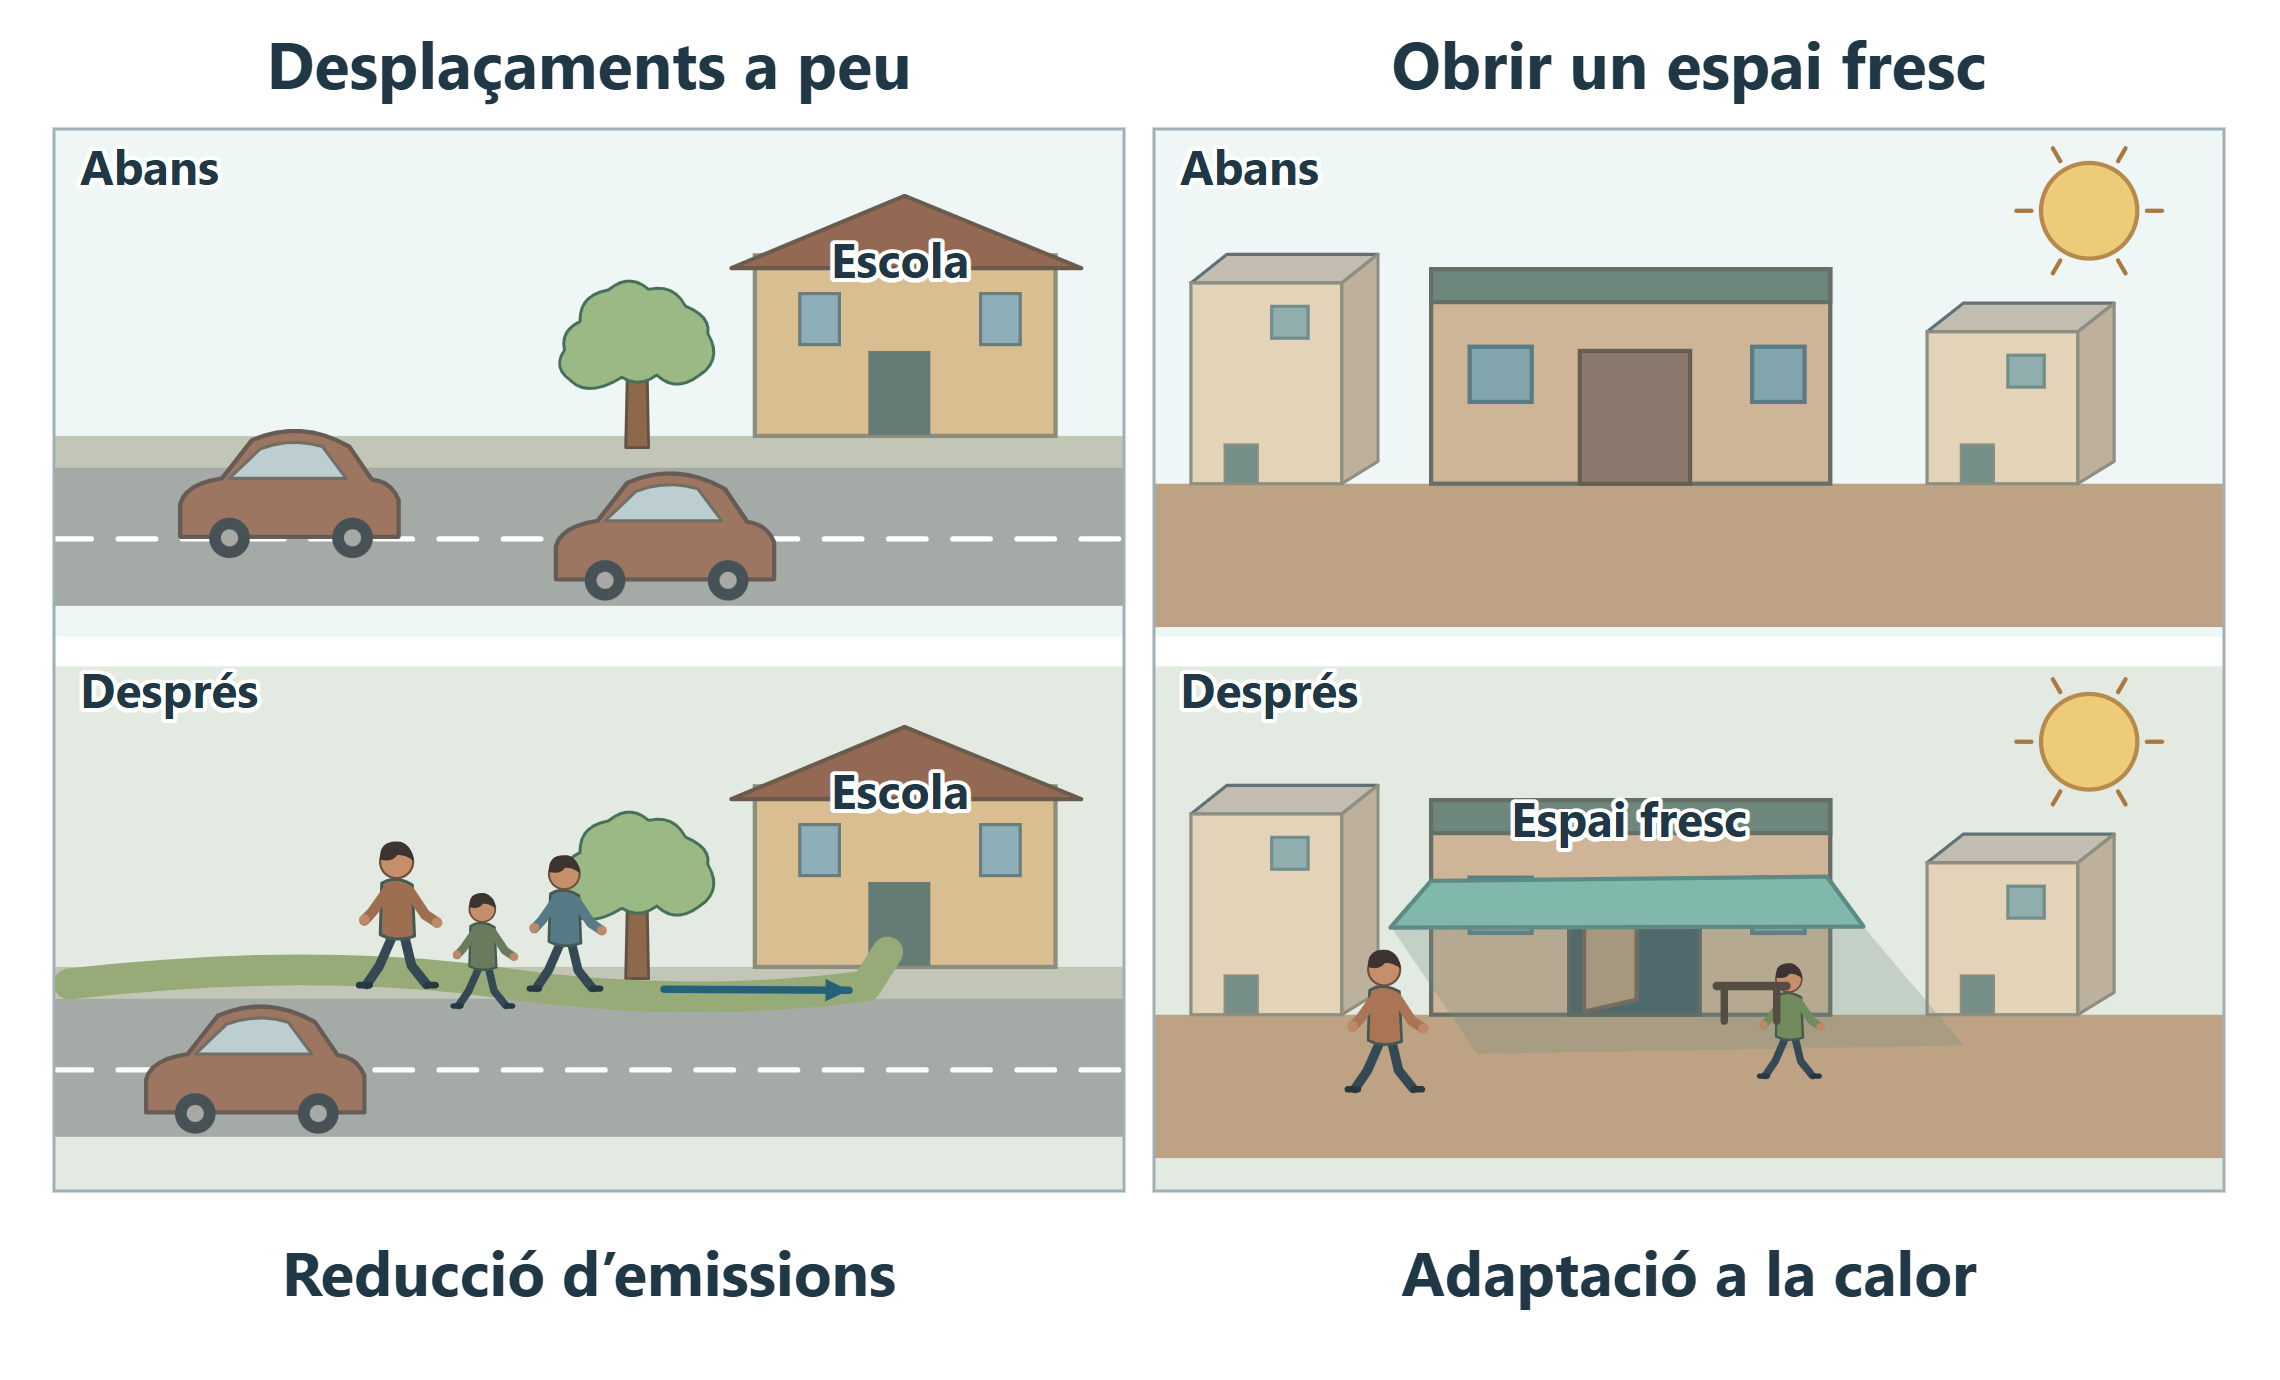 Desplaçaments a peu
Abans
Escola
Després
Escola
Reducció d’emissions
Obrir un espai fresc
Abans
Després
Espai fresc
Adaptació a la calor